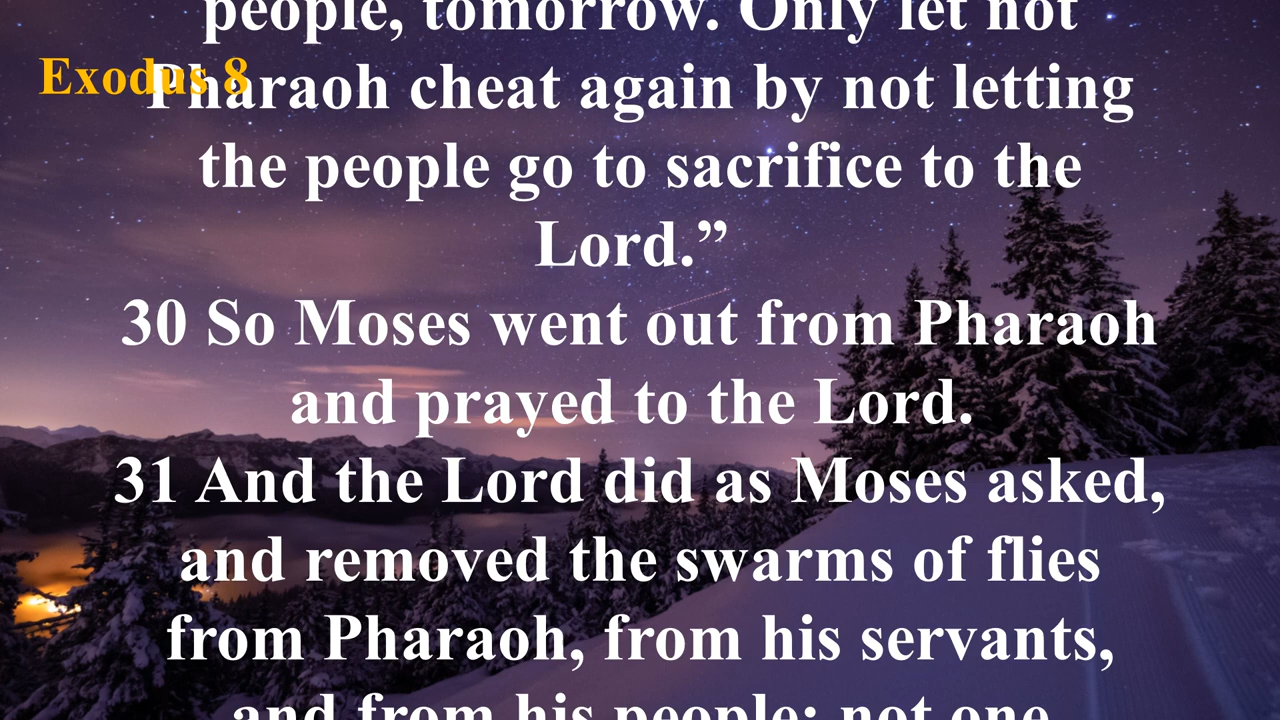 people, tomorrow. Only let not
Exodus 8
Pharaoh cheat again by not letting
the people go to sacrifice to the
Lord.”
30 So Moses went out from Pharaoh
and prayed to the Lord.
31 And the Lord did as Moses asked,
and removed the swarms of flies
from Pharaoh, from his servants,
and from his people; not one